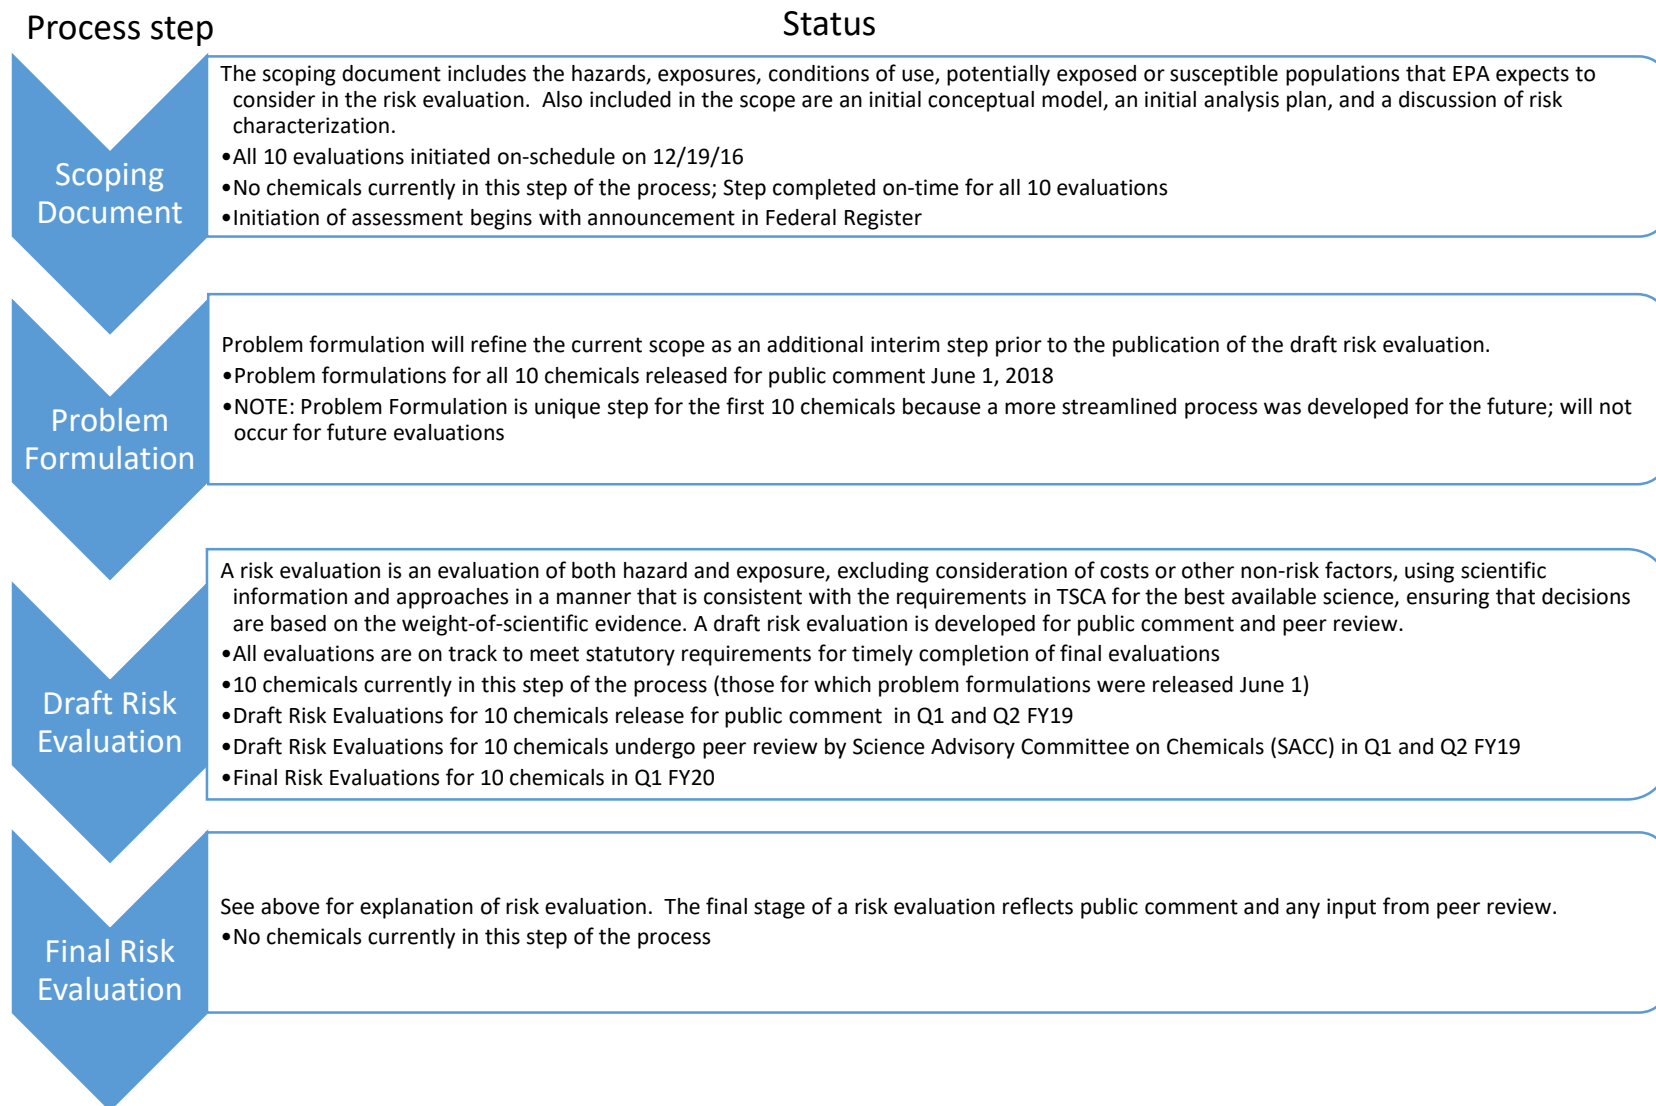 Process step
Status
Scoping
Document
The scoping document includes the hazards, exposures, conditions of use, potentially exposed or susceptible populations that EPA expects to
consider in the risk evaluation.  Also included in the scope are an initial conceptual model, an initial analysis plan, and a discussion of risk
characterization.
•All 10 evaluations initiated on-schedule on 12/19/16
•No chemicals currently in this step of the process; Step completed on-time for all 10 evaluations
•Initiation of assessment begins with announcement in Federal Register
Problem
Formulation
Problem formulation will refine the current scope as an additional interim step prior to the publication of the draft risk evaluation.
•Problem formulations for all 10 chemicals released for public comment June 1, 2018
•NOTE: Problem Formulation is unique step for the first 10 chemicals because a more streamlined process was developed for the future; will not
occur for future evaluations
Draft Risk
Evaluation
A risk evaluation is an evaluation of both hazard and exposure, excluding consideration of costs or other non-risk factors, using scientific
information and approaches in a manner that is consistent with the requirements in TSCA for the best available science, ensuring that decisions
are based on the weight-of-scientific evidence. A draft risk evaluation is developed for public comment and peer review.
•All evaluations are on track to meet statutory requirements for timely completion of final evaluations
•10 chemicals currently in this step of the process (those for which problem formulations were released June 1)
•Draft Risk Evaluations for 10 chemicals release for public comment  in Q1 and Q2 FY19
•Draft Risk Evaluations for 10 chemicals undergo peer review by Science Advisory Committee on Chemicals (SACC) in Q1 and Q2 FY19
•Final Risk Evaluations for 10 chemicals in Q1 FY20
Final Risk
Evaluation
See above for explanation of risk evaluation.  The final stage of a risk evaluation reflects public comment and any input from peer review.
•No chemicals currently in this step of the process